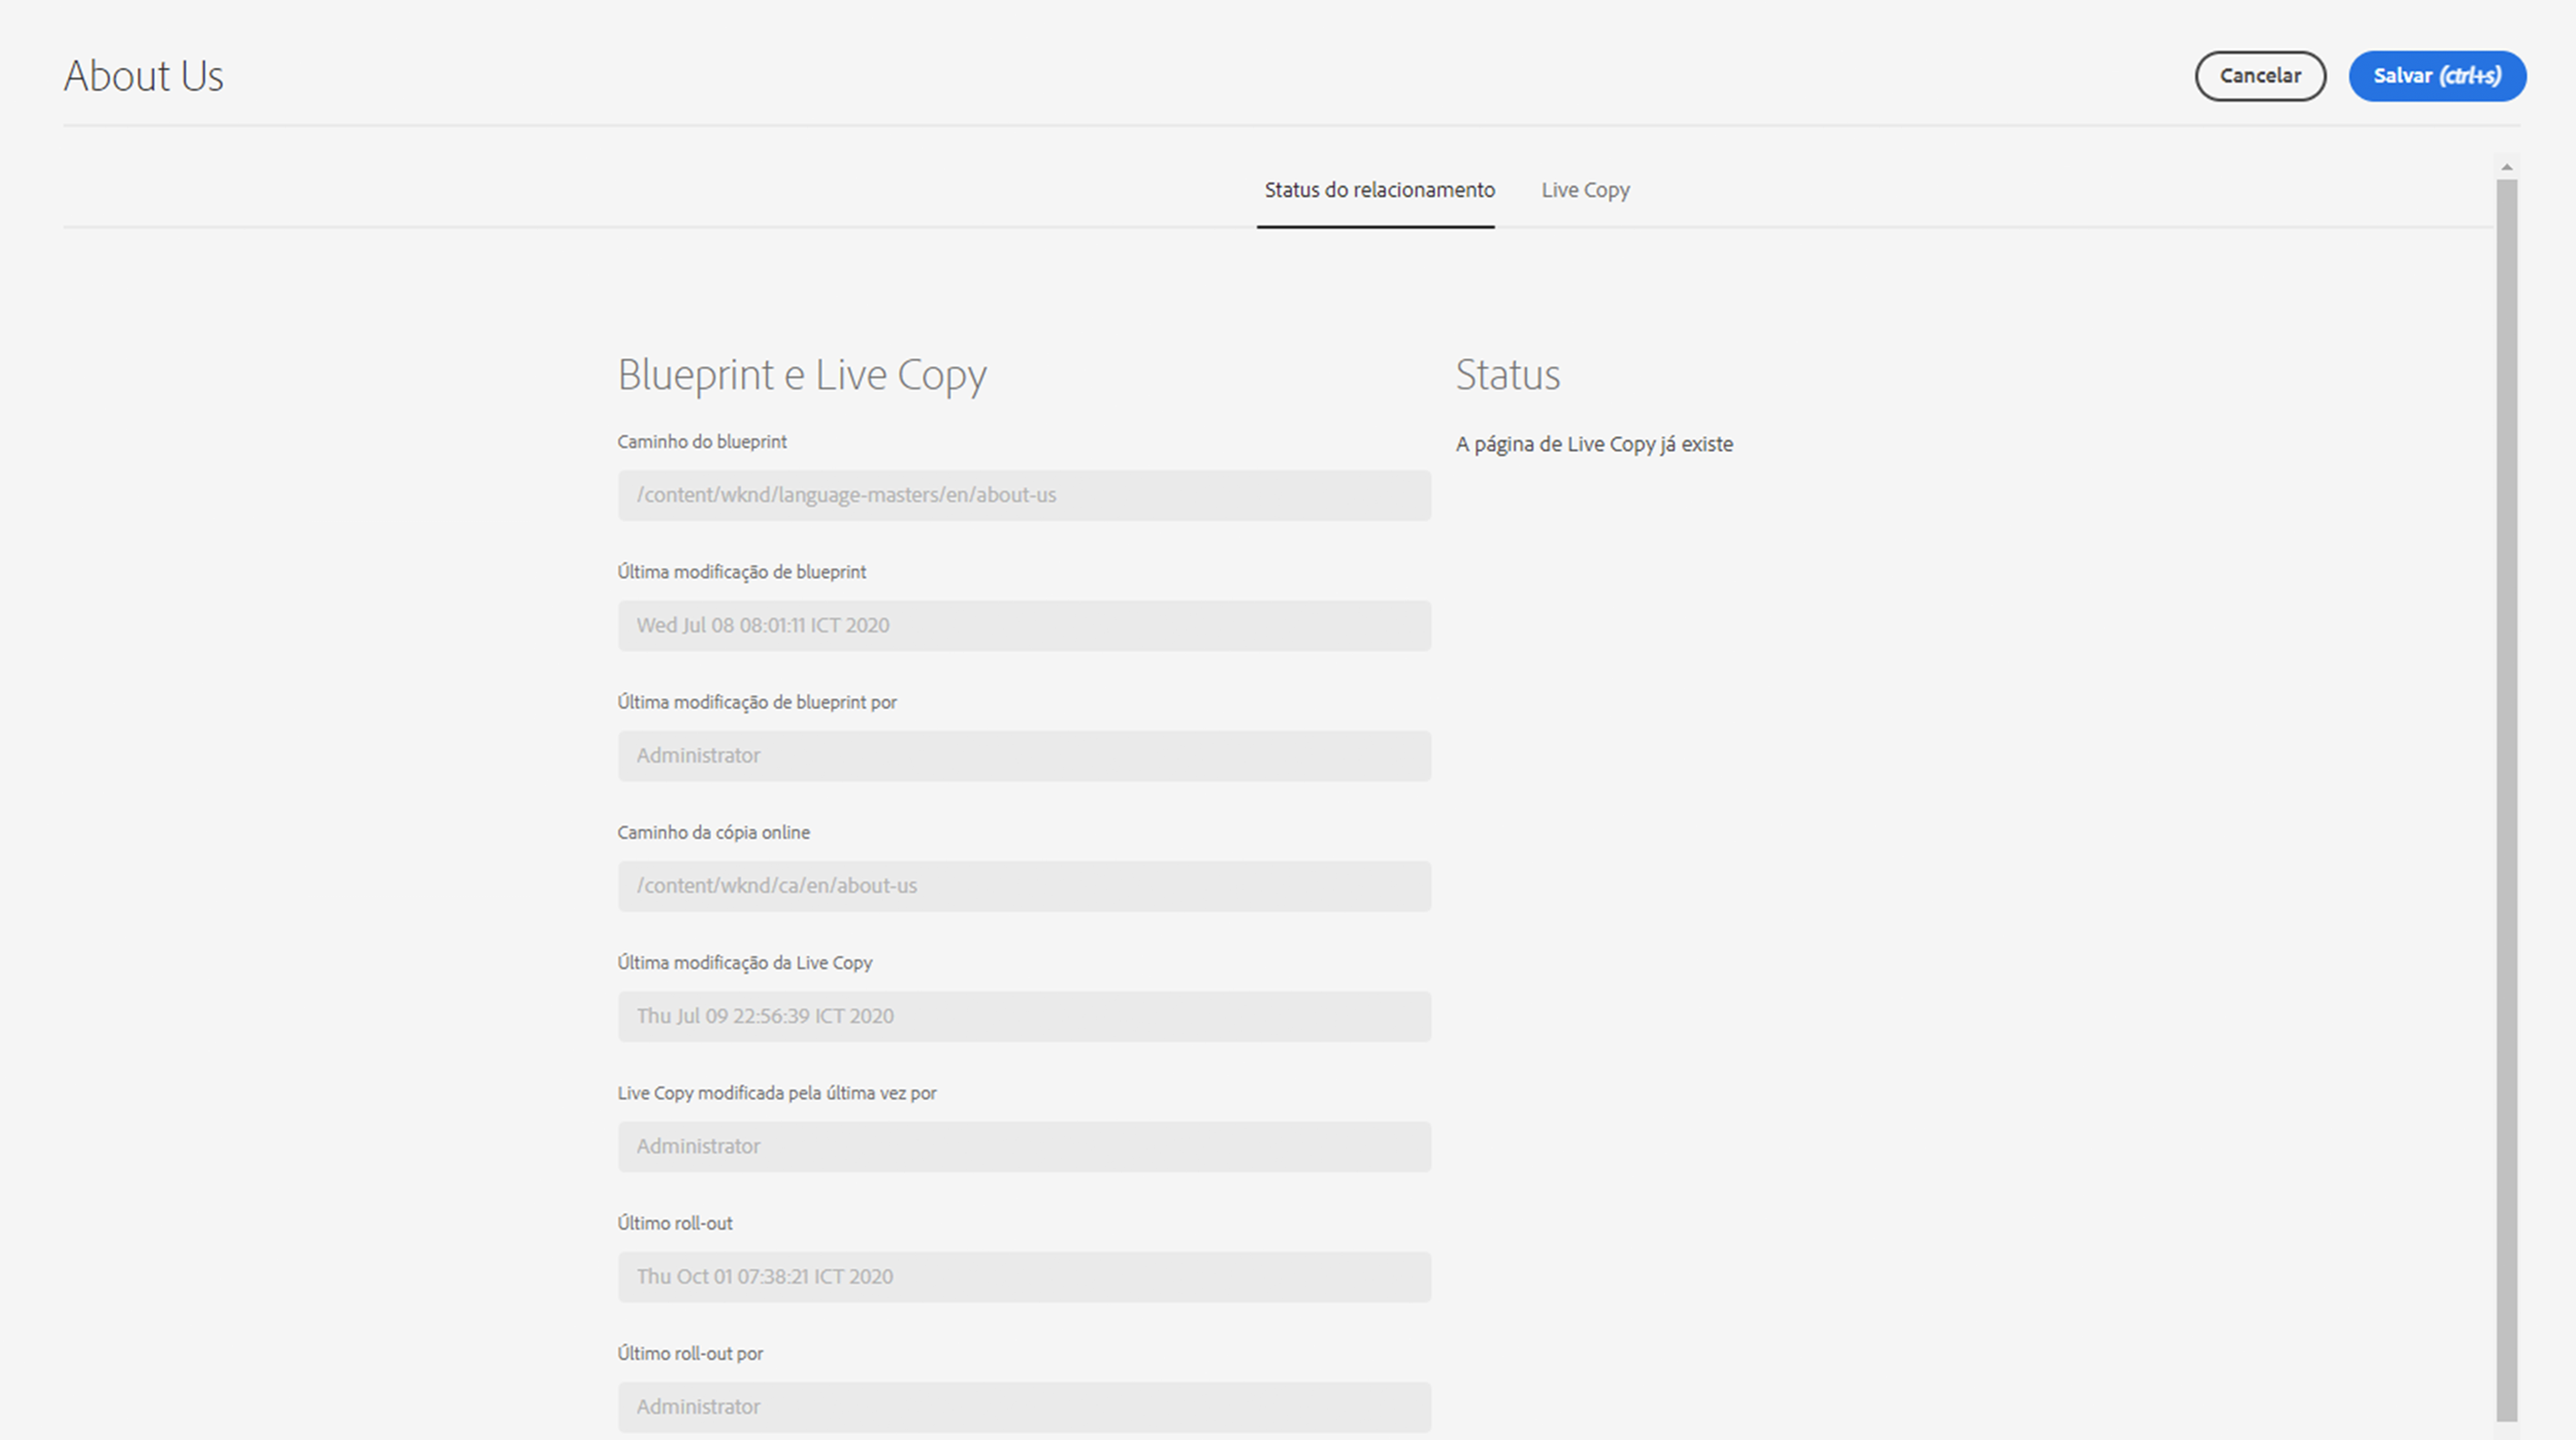 About Us
Cancelar
Salvar (ctrl+s)
Status do relacionamento
Live Copy
Blueprint e Live Copy
Caminho do blueprint
/content/wknd/language-masters/en/about-us
Última modificação de blueprint
Wed Jul 08 08:01:11 ICT 2020
Última modificação de blueprint por
Administrator
Caminho da cópia online
/content/wknd/ca/en/about-us
Última modificação da Live Copy
Thu Jul 09 22:56:39 ICT 2020
Live Copy modificada pela última vez por
Administrator
Último roll-out
Thu Oct 01 07:38:21 ICT 2020
Último roll-out por
Administrator
Status
A página de Live Copy já existe